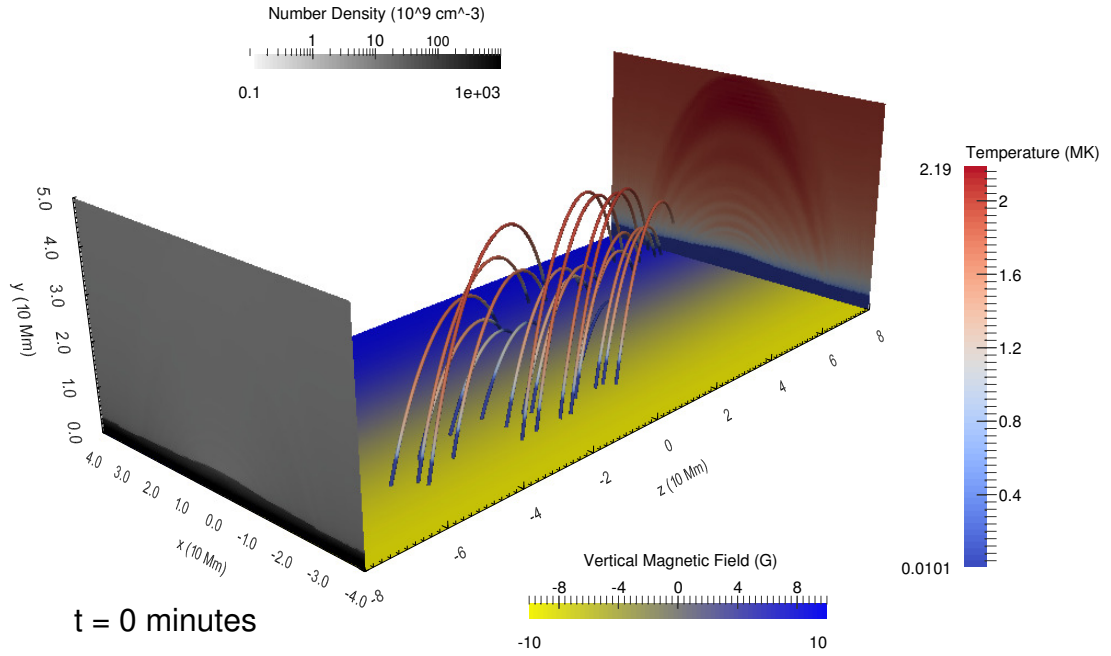 Number Density (10^9 cm^-3)
1 10 100
0.1 1e+03
Temperature (MK)
2.19
2
1.6
1.2
0.8
0.4
0.0101
5.0
4.0
3.0
2.0
1.0
0.0
y (10 Mm)
4.0 3.0 2.0 1.0 0.0 -1.0 -2.0 -3.0 -4.0
x (10 Mm)
-8 -6 -4 -2 0 2 4 6 8
z (10 Mm)
Vertical Magnetic Field (G)
-8 -4 0 4 8
-10 10
t = 0 minutes